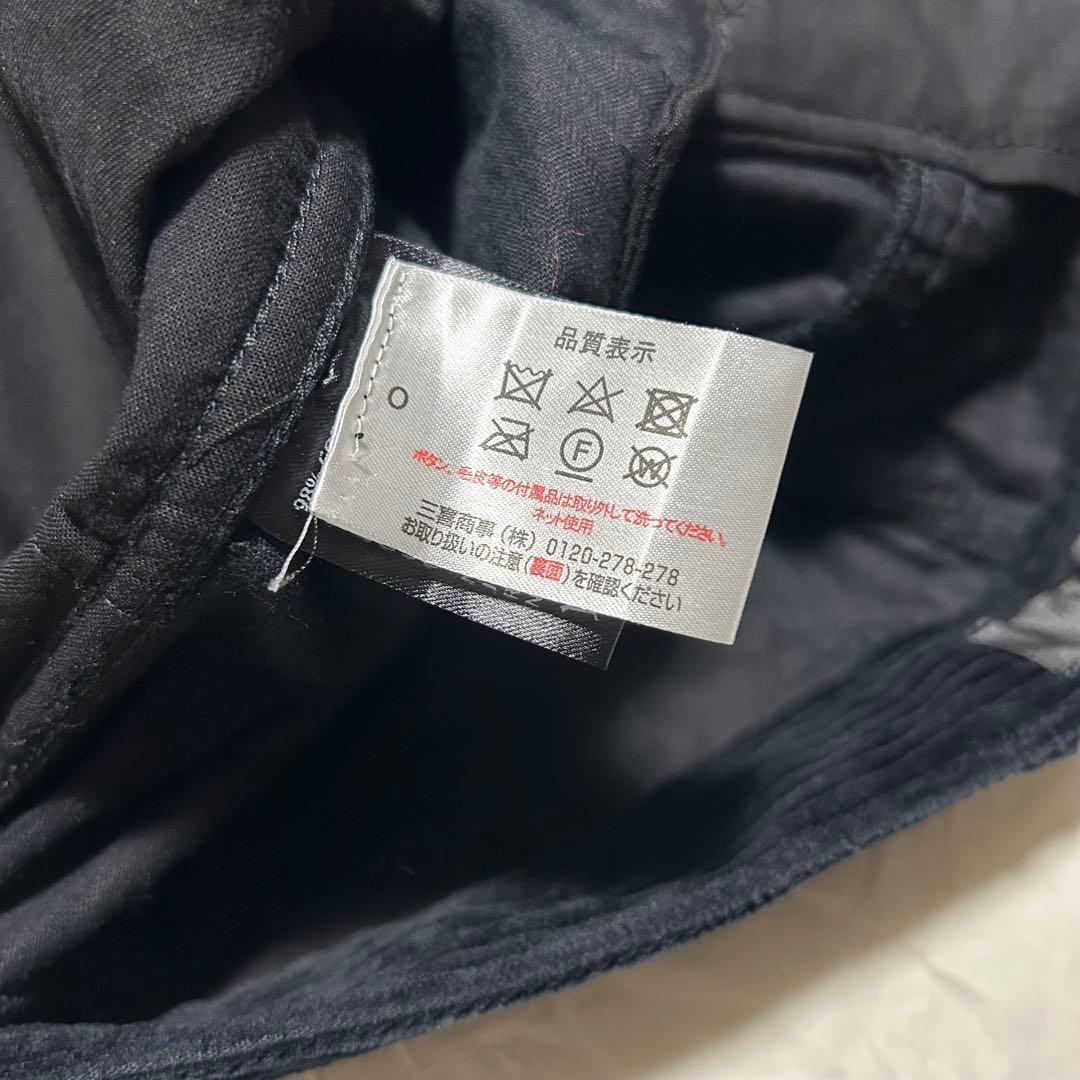 品質表示
O
F
W
ボタン、毛皮等の付属品は取り外して洗ってください。
ネット使用
三喜商事（株）0120-278-278
お取り扱いの注意(裏面)を確認ください
98%